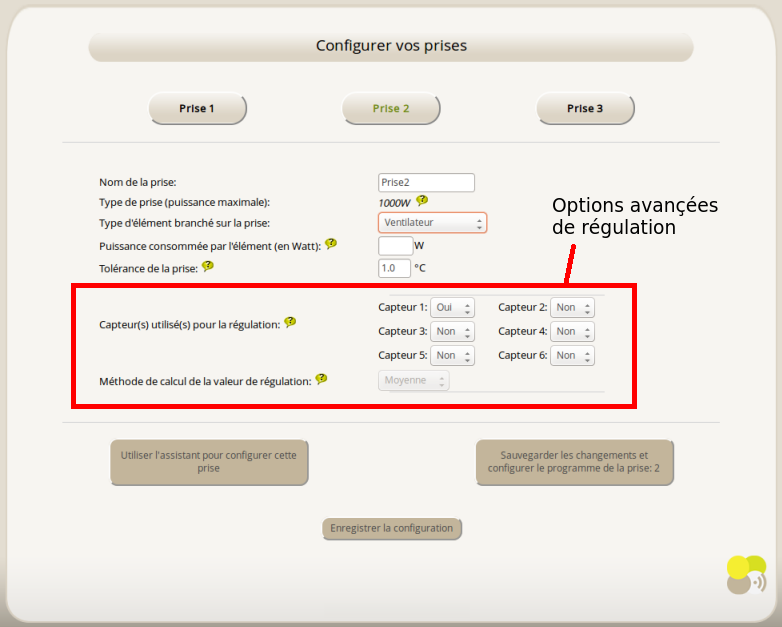 Configurer vos prises
Prise 1
Prise 2
Prise 3
Nom de la prise:
Prise2
Type de prise (puissance maximale):
1000W ?
Type d'élément branché sur la prise:
Ventilateur
Options avançées
de régulation
Puissance consommée par l'élément (en Watt): ?
W
Tolérance de la prise: ?
1.0 °C
Capteur(s) utilisé(s) pour la régulation: ?
Capteur 1: Oui
Capteur 2: Non
Capteur 3: Non
Capteur 4: Non
Capteur 5: Non
Capteur 6: Non
Méthode de calcul de la valeur de régulation: ?
Moyenne
Utiliser l'assistant pour configurer cette
prise
Sauvegarder les changements et
configurer le programme de la prise: 2
Enregistrer la configuration